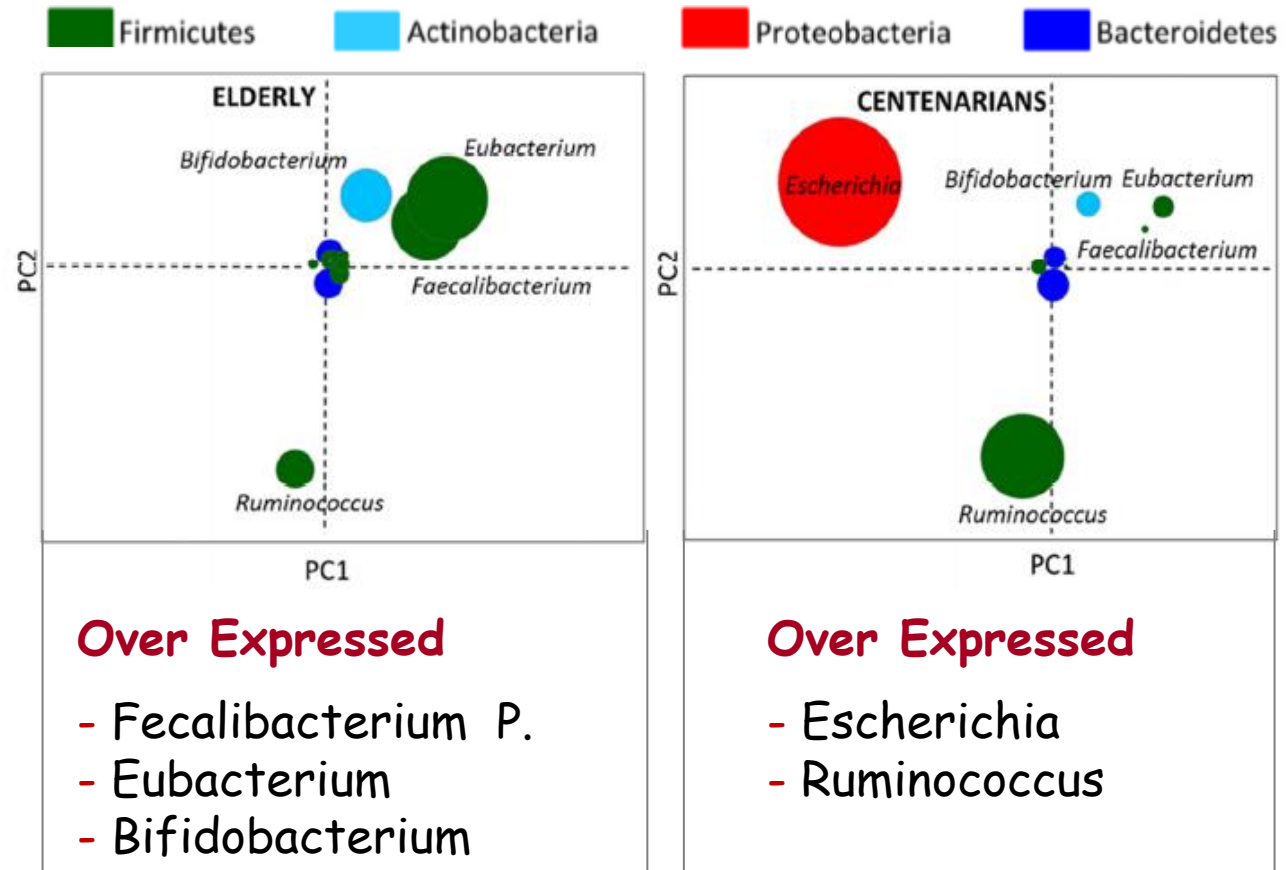 Firmicutes Actinobacteria Proteobacteria Bacteroidetes
ELDERLY
Bifidobacterium
Eubacterium
Faecalibacterium
Ruminococcus
PC2
PC1
Over Expressed
- Fecalibacterium P.
- Eubacterium
- Bifidobacterium
CENTENARIANS
Escherichia
Bifidobacterium Eubacterium
Faecalibacterium
Ruminococcus
PC2
PC1
Over Expressed
- Escherichia
- Ruminococcus